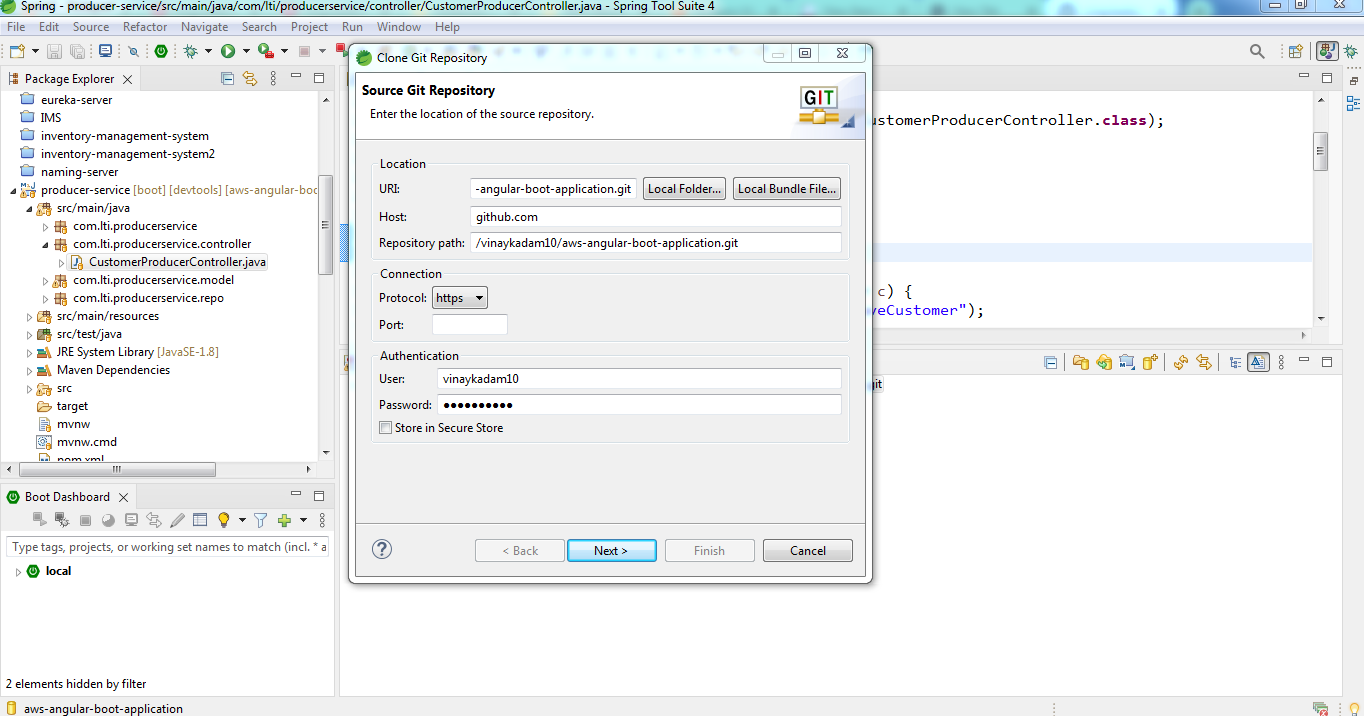 Spring - producer-service/src/main/java/com/lti/producerservice/controller/CustomerProducerController.java - Spring Tool Suite 4
File Edit Source Refactor Navigate Search Project Run Window Help
Package Explorer
eureka-server
IMS
inventory-management-system
inventory-management-system2
naming-server
producer-service [boot] [devtools] [aws-angular-boo
src/main/java
com.lti.producerservice
com.lti.producerservice.controller
CustomerProducerController.java
com.lti.producerservice.model
com.lti.producerservice.repo
src/main/resources
src/test/java
JRE System Library [JavaSE-1.8]
Maven Dependencies
src
target
mvnw
mvnw.cmd
pom.xml
Boot Dashboard
Type tags, projects, or working set names to match (incl. * a
local
2 elements hidden by filter
aws-angular-boot-application
Clone Git Repository
Source Git Repository
Enter the location of the source repository.
GIT
Location
URI: -angular-boot-application.git Local Folder... Local Bundle File...
Host: github.com
Repository path: /vinaykadam10/aws-angular-boot-application.git
Connection
Protocol: https
Port:
Authentication
User: vinaykadam10
Password: ●●●●●●●●●●
Store in Secure Store
< Back Next > Finish Cancel
ustomerProducerController.class);
c) {
veCustomer");
git